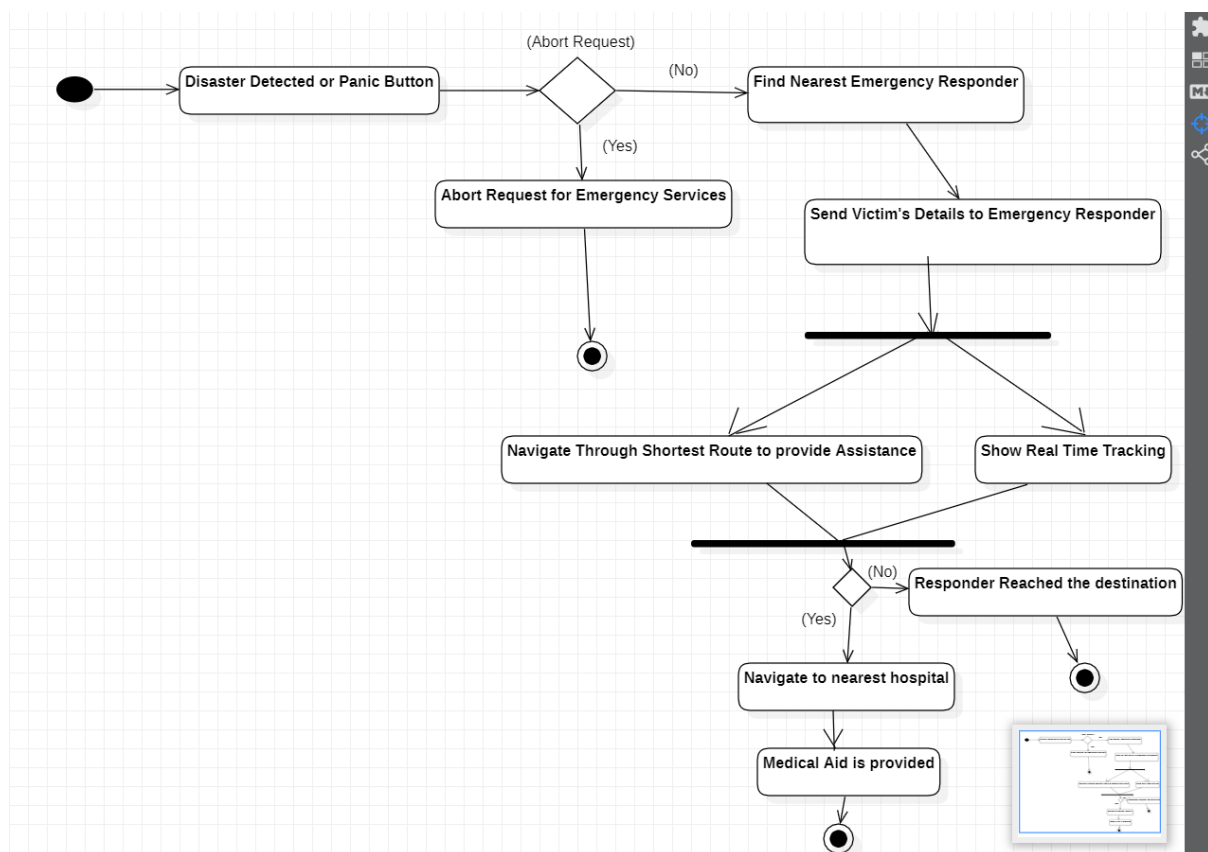 (Abort Request)
Disaster Detected or Panic Button
(No)
Find Nearest Emergency Responder
(Yes)
Abort Request for Emergency Services
Send Victim's Details to Emergency Responder
Navigate Through Shortest Route to provide Assistance
Show Real Time Tracking
(No)
Responder Reached the destination
(Yes)
Navigate to nearest hospital
Medical Aid is provided